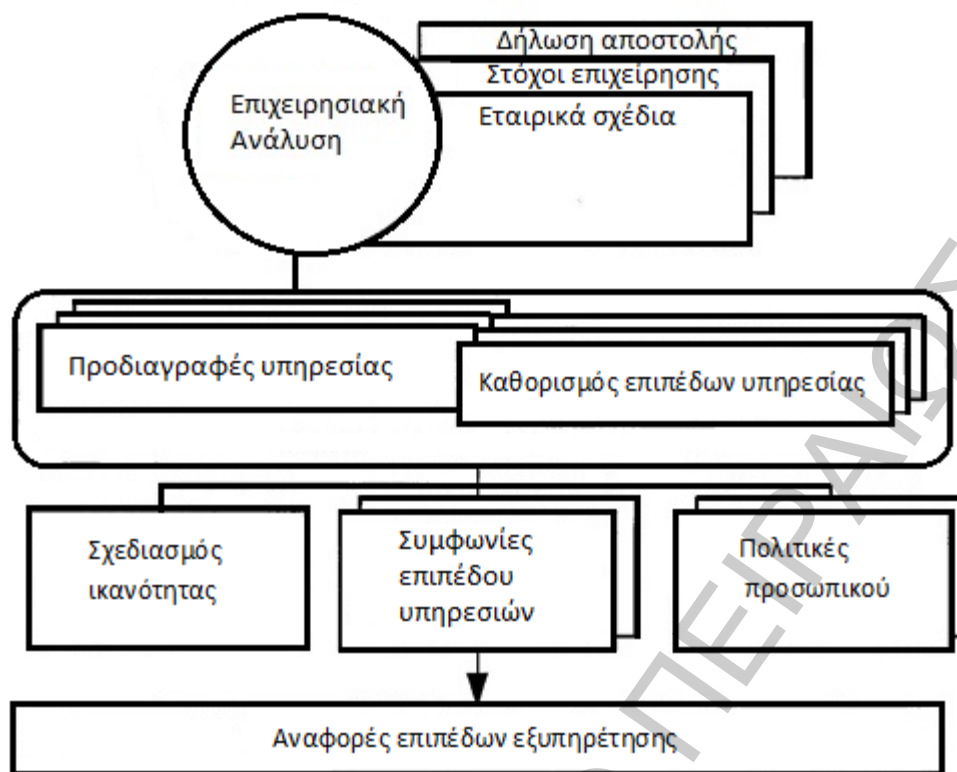 Δήλωση αποστολής
Στόχοι επιχείρησης
Εταιρικά σχέδια
Επιχειρησιακή
Ανάλυση
Προδιαγραφές υπηρεσίας
Καθορισμός επιπέδων υπηρεσίας
Σχεδιασμός
ικανότητας
Συμφωνίες
επιπέδου
υπηρεσιών
Πολιτικές
προσωπικού
Αναφορές επιπέδων εξυπηρέτησης
ΠΕΙΡΑΙΩΣ